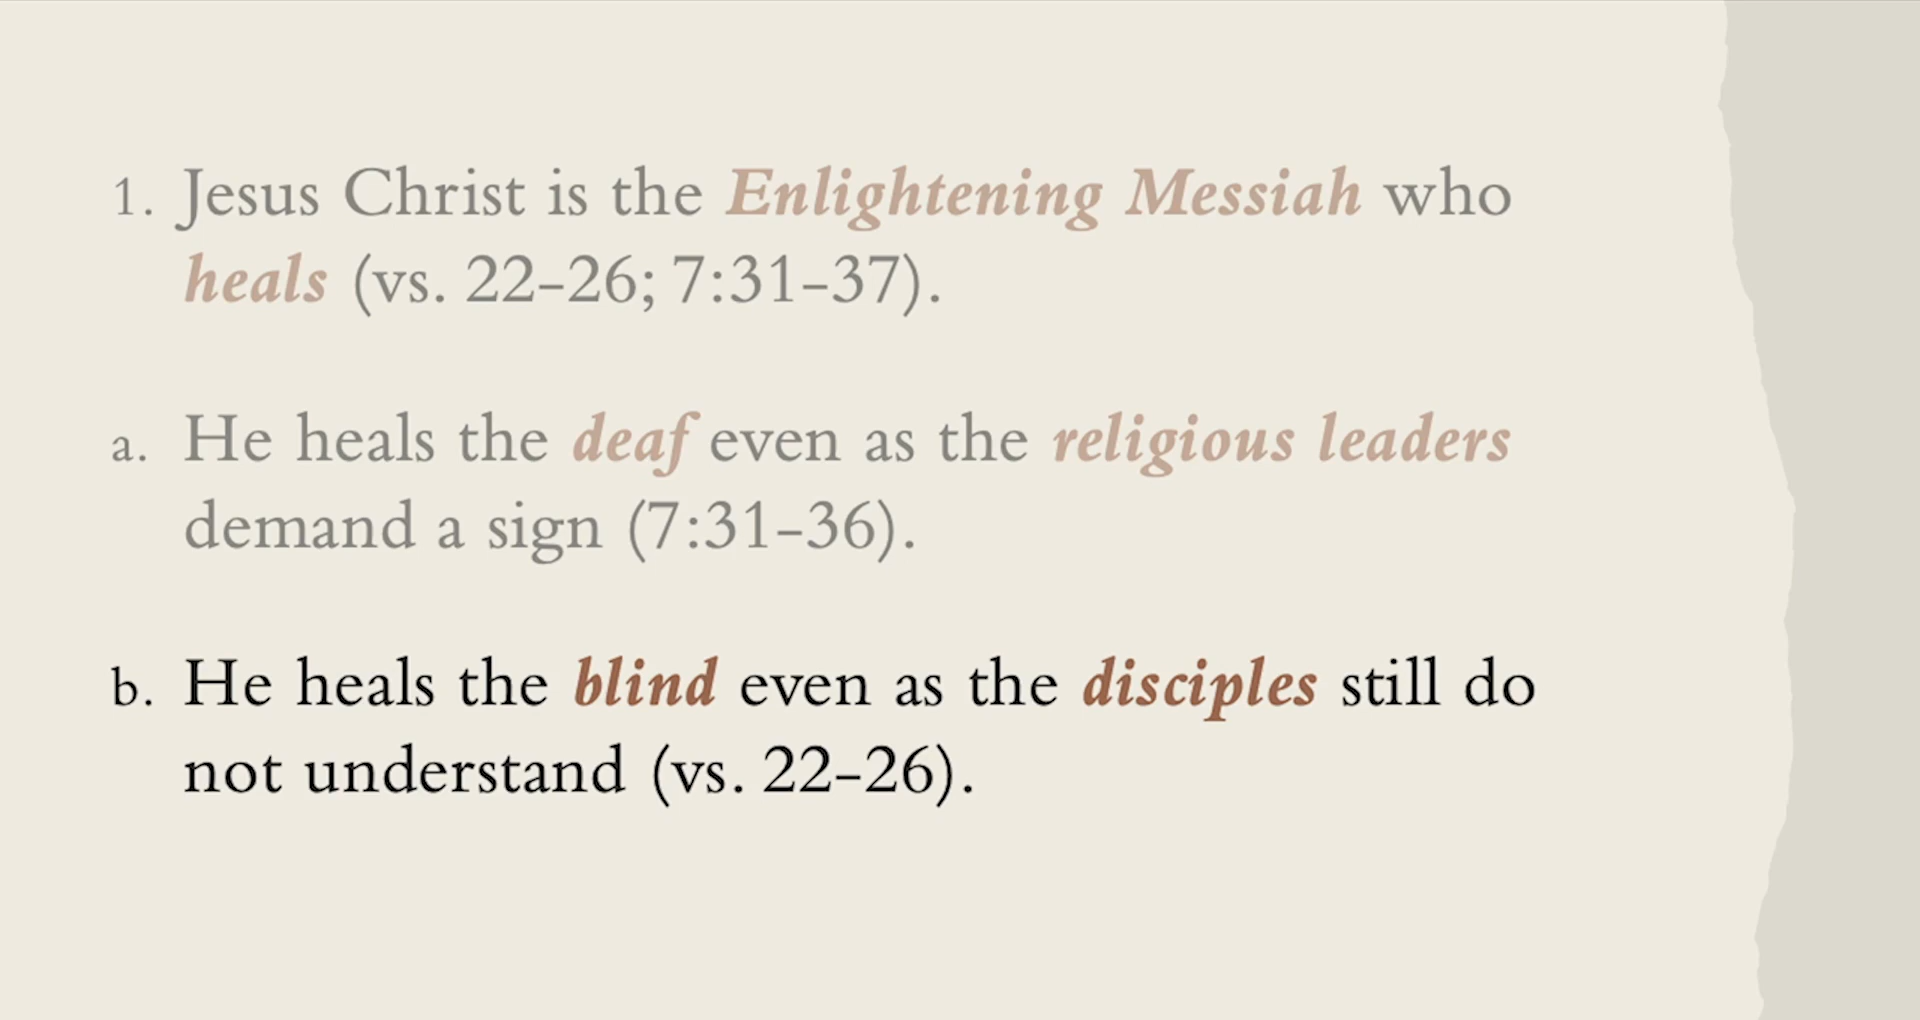 1. Jesus Christ is the Enlightening Messiah who
heals (vs. 22–26; 7:31–37).
a. He heals the deaf even as the religious leaders
demand a sign (7:31–36).
b. He heals the blind even as the disciples still do
not understand (vs. 22–26).